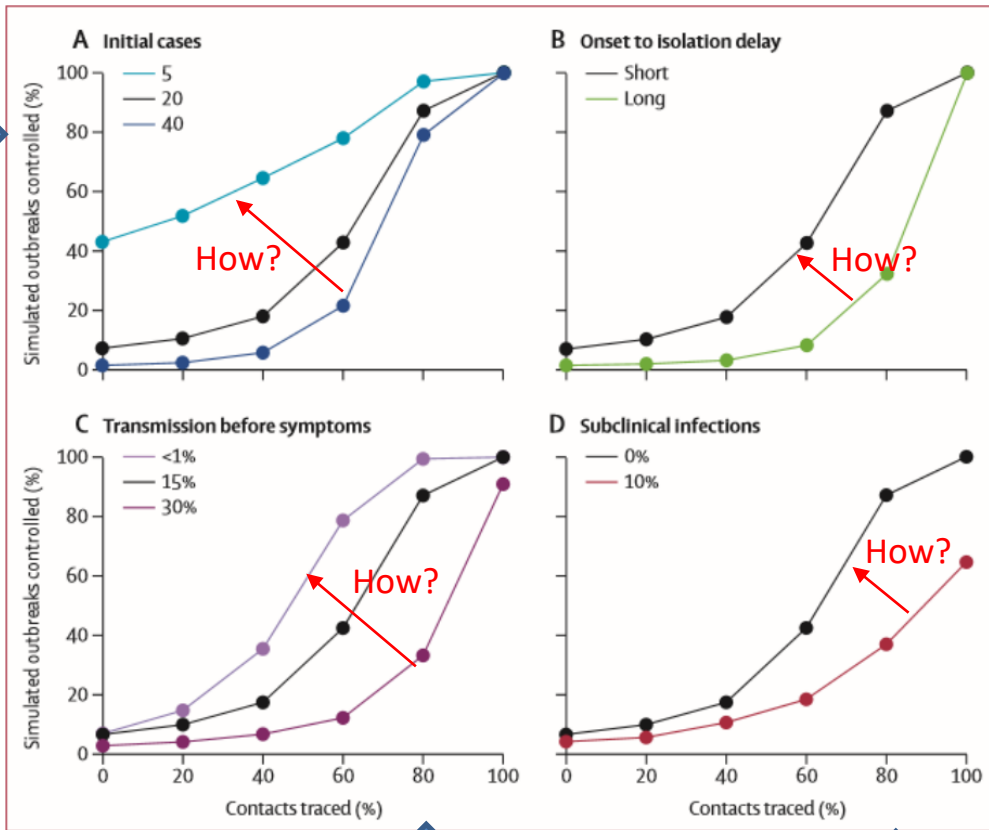 A Initial cases
5
20
40
Simulated outbreaks controlled (%)
100
80
60
40
20
0
How?
B Onset to isolation delay
Short
Long
How?
C Transmission before symptoms
<1%
15%
30%
Simulated outbreaks controlled (%)
100
80
60
40
20
0
How?
0 20 40 60 80 100
Contacts traced (%)
D Subclinical infections
0%
10%
How?
0 20 40 60 80 100
Contacts traced (%)